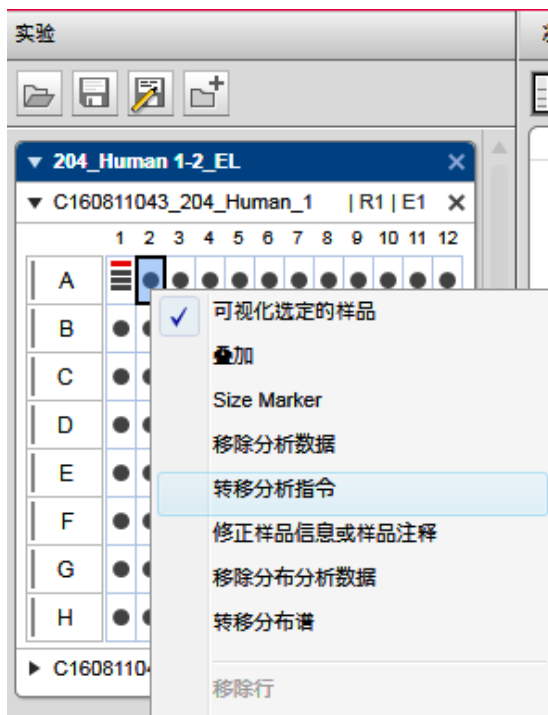 实验
204_Human 1-2_EL
C160811043_204_Human_1 | R1 | E1
1 2 3 4 5 6 7 8 9 10 11 12
A
可视化选定的样品
B
叠加
C
Size Marker
D
移除分析数据
E
转移分析指令
F
修正样品信息或样品注释
G
移除分布分析数据
H
转移分布谱
C16081104
移除行